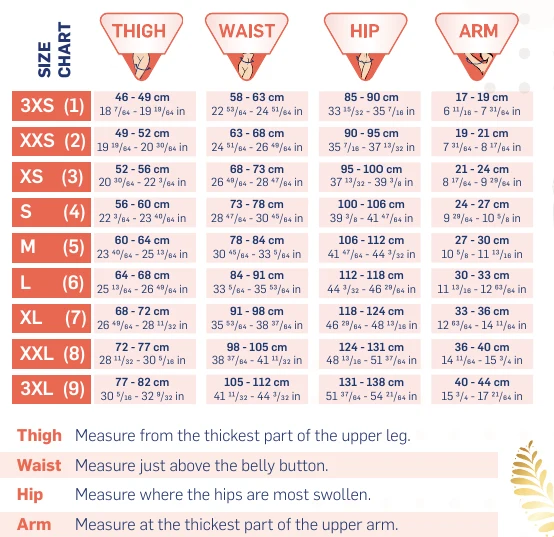 SIZE CHART
THIGH WAIST HIP ARM
3XS (1) 46 - 49 cm 58 - 63 cm 85 - 90 cm 17 - 19 cm
18 7/64 - 19 19/64 in 22 53/64 - 24 51/64 in 33 15/32 - 35 7/16 in 6 11/16 - 7 31/64 in
XXS (2) 49 - 52 cm 63 - 68 cm 90 - 95 cm 19 - 21 cm
19 19/64 - 20 30/64 in 24 51/64 - 26 49/64 in 35 7/16 - 37 13/32 in 7 31/64 - 8 17/64 in
XS (3) 52 - 56 cm 68 - 73 cm 95 - 100 cm 21 - 24 cm
20 30/64 - 22 3/64 in 26 49/64 - 28 47/64 in 37 13/32 - 39 3/8 in 8 17/64 - 9 29/64 in
S (4) 56 - 60 cm 73 - 78 cm 100 - 106 cm 24 - 27 cm
22 3/64 - 23 40/64 in 28 47/64 - 30 45/64 in 39 3/8 - 41 47/64 in 9 29/64 - 10 5/8 in
M (5) 60 - 64 cm 78 - 84 cm 106 - 112 cm 27 - 30 cm
23 40/64 - 25 13/64 in 30 45/64 - 33 5/64 in 41 47/64 - 44 3/32 in 10 5/8 - 11 13/16 in
L (6) 64 - 68 cm 84 - 91 cm 112 - 118 cm 30 - 33 cm
25 13/64 - 26 49/64 in 33 5/64 - 35 53/64 in 44 3/32 - 46 29/64 in 11 13/16 - 12 63/64 in
XL (7) 68 - 72 cm 91 - 98 cm 118 - 124 cm 33 - 36 cm
26 49/64 - 28 11/32 in 35 53/64 - 38 37/64 in 46 29/64 - 48 13/16 in 12 63/64 - 14 11/64 in
XXL (8) 72 - 77 cm 98 - 105 cm 124 - 131 cm 36 - 40 cm
28 11/32 - 30 5/16 in 38 37/64 - 41 11/32 in 48 13/16 - 51 37/64 in 14 11/64 - 15 3/4 in
3XL (9) 77 - 82 cm 105 - 112 cm 131 - 138 cm 40 - 44 cm
30 5/16 - 32 9/32 in 41 11/32 - 44 3/32 in 51 37/64 - 54 21/64 in 15 3/4 - 17 21/64 in
Thigh Measure from the thickest part of the upper leg.
Waist Measure just above the belly button.
Hip Measure where the hips are most swollen.
Arm Measure at the thickest part of the upper arm.